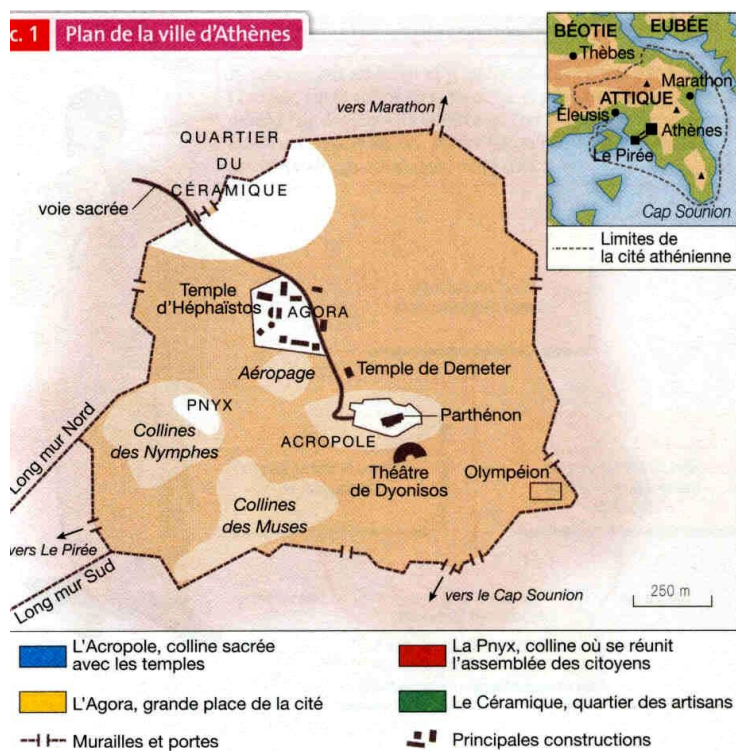 c. 1 Plan de la ville d'Athènes
BÉOTIE
EUBÉE
Thèbes
Marathon
ATTIQUE
Éleusis
Athènes
Le Pirée
Cap Sounion
Limites de
la cité athénienne
vers Marathon
QUARTIER
DU
CÉRAMIQUE
voie sacrée
Temple
d'Héphaïstos
AGORA
Aéropage
Temple de Demeter
PNYX
Collines
des Nymphes
Parthénon
ACROPOLE
Théâtre
de Dyonisos
Olympéion
Collines
des Muses
Long mur Nord
vers Le Pirée
Long mur Sud
vers le Cap Sounion
250 m
L'Acropole, colline sacrée
avec les temples
La Pnyx, colline où se réunit
l'assemblée des citoyens
L'Agora, grande place de la cité
Le Céramique, quartier des artisans
Murailles et portes
Principales constructions